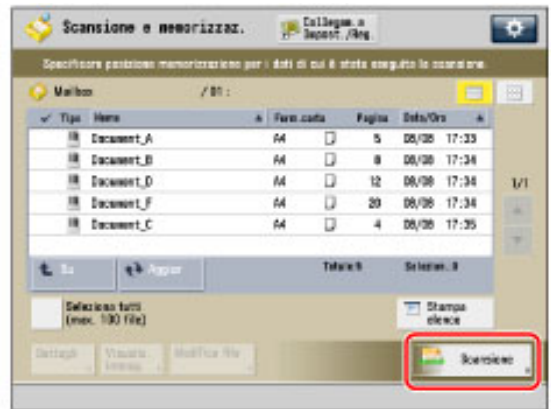 Scansione e memorizzaz.
Collegam. a
Impost. /Reg.
Specificare posizione memorizzazione per i dati di cui è stata eseguita la scansione.
Mailbox /01 :
Tipo Nome Form.carta Pagine Data/Ora
Document_A A4 5 08/08 17:33
Document_B A4 8 08/08 17:34
Document_D A4 12 08/08 17:34
Document_F A4 20 08/08 17:34
Document_C A4 4 08/08 17:35
1/1
Su Aggior Totale:5 Selezion.:0
Seleziona tutti
(max. 100 file)
Stampa
elenco
Dettagli Visualiz. Modifica file
Scansione